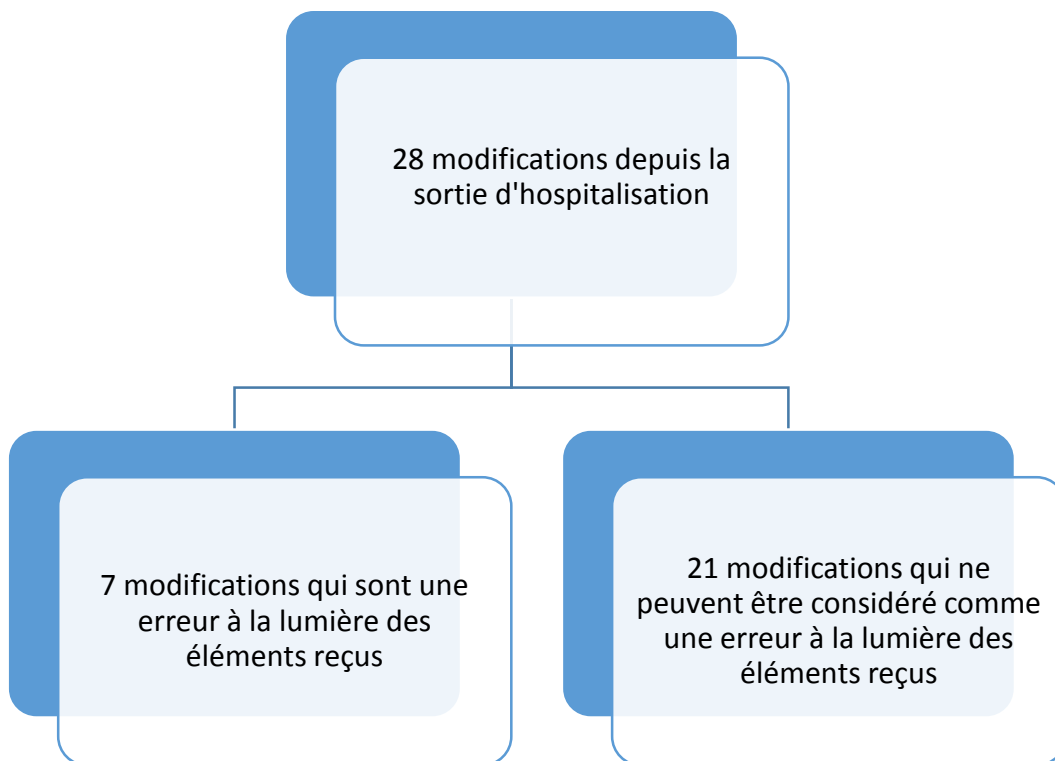 28 modifications depuis la
sortie d'hospitalisation
7 modifications qui sont une
erreur à la lumière des
éléments reçus
21 modifications qui ne
peuvent être considéré comme
une erreur à la lumière des
éléments reçus